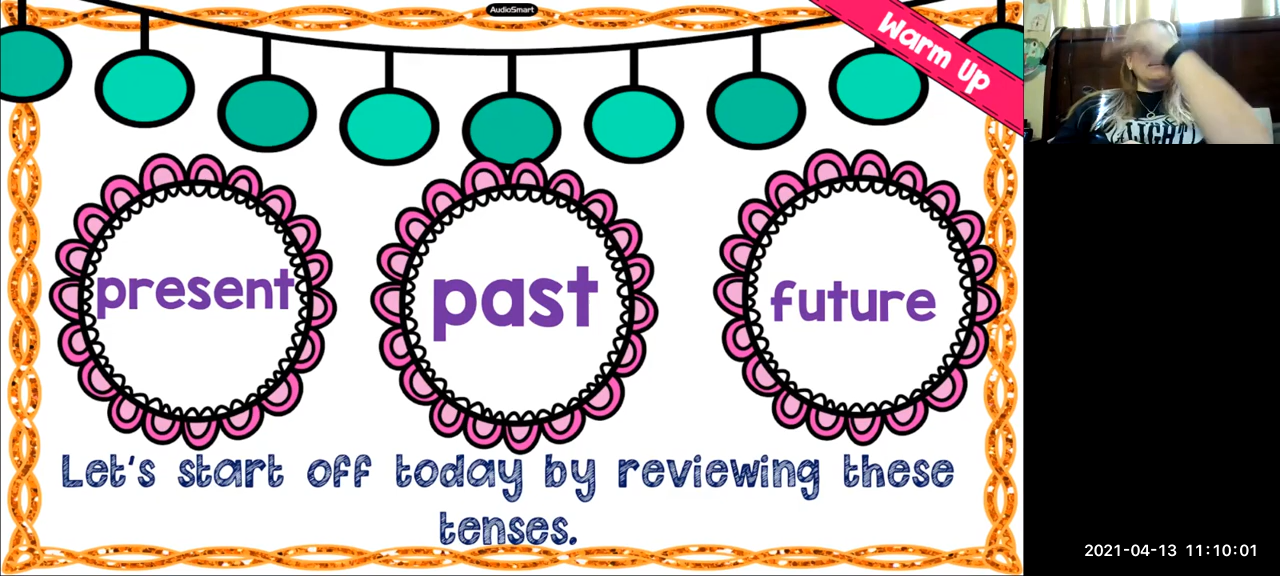 AudioSmart
Warm Up
present
past
future
Let's start off today by reviewing these
tenses.
2021-04-13 11:10:01